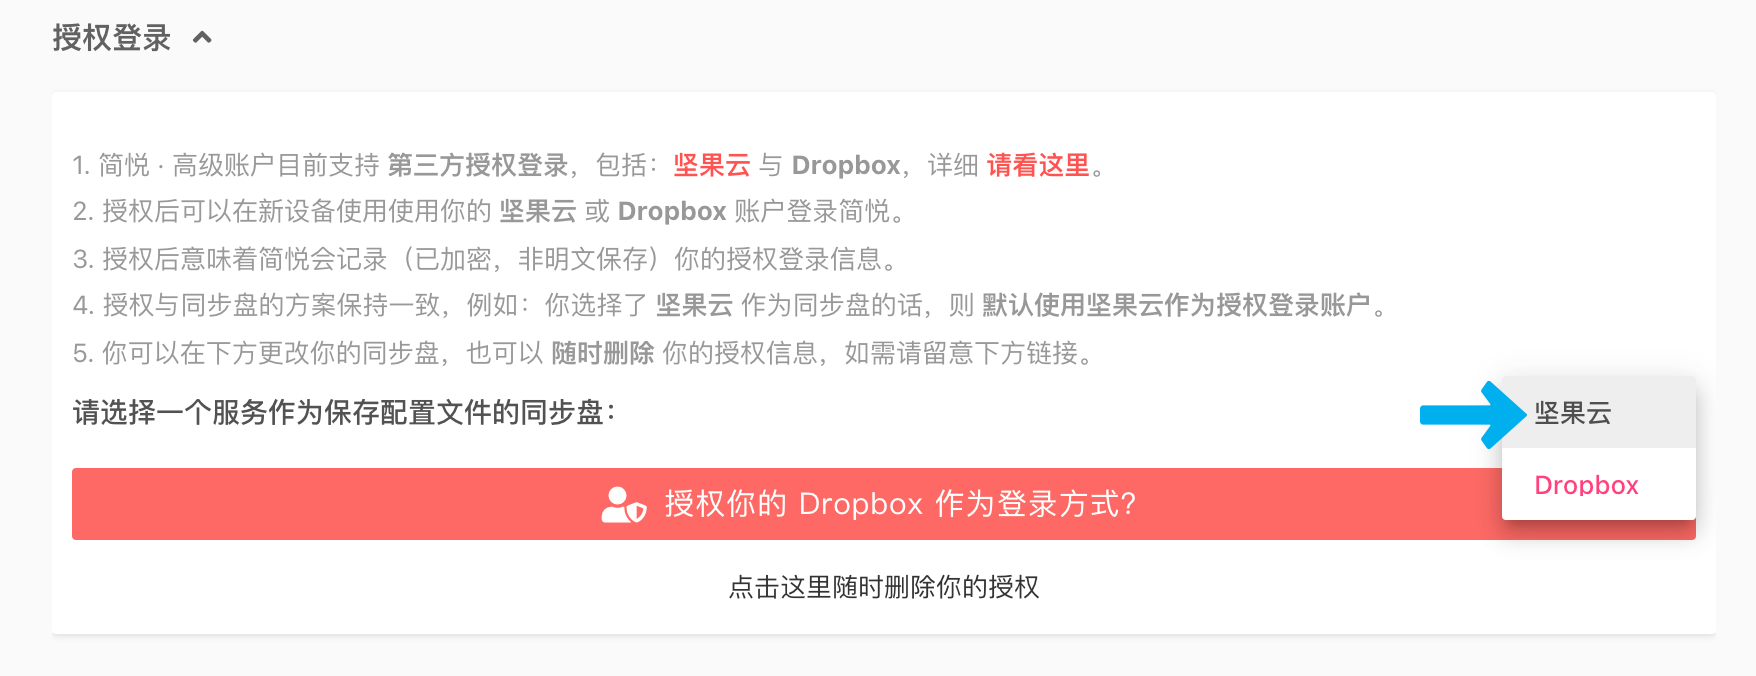 授权登录
1. 简悦 · 高级账户目前支持 第三方授权登录，包括：坚果云 与 Dropbox，详细 请看这里。
2. 授权后可以在新设备使用使用你的 坚果云 或 Dropbox 账户登录简悦。
3. 授权后意味着简悦会记录（已加密，非明文保存）你的授权登录信息。
4. 授权与同步盘的方案保持一致，例如：你选择了 坚果云 作为同步盘的话，则 默认使用坚果云作为授权登录账户。
5. 你可以在下方更改你的同步盘，也可以 随时删除 你的授权信息，如需请留意下方链接。
请选择一个服务作为保存配置文件的同步盘：
坚果云
Dropbox
授权你的 Dropbox 作为登录方式?
点击这里随时删除你的授权